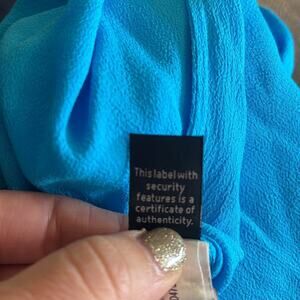 This label with
security
features is a
certificate of
authenticity.